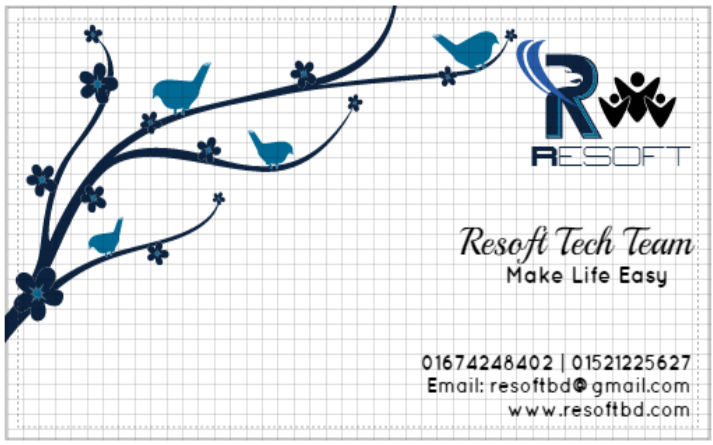 RESOFT
Resoft Tech Team
Make Life Easy
01674248402 | 01521225627
Email: resoftbd@gmail.com
www.resoftbd.com